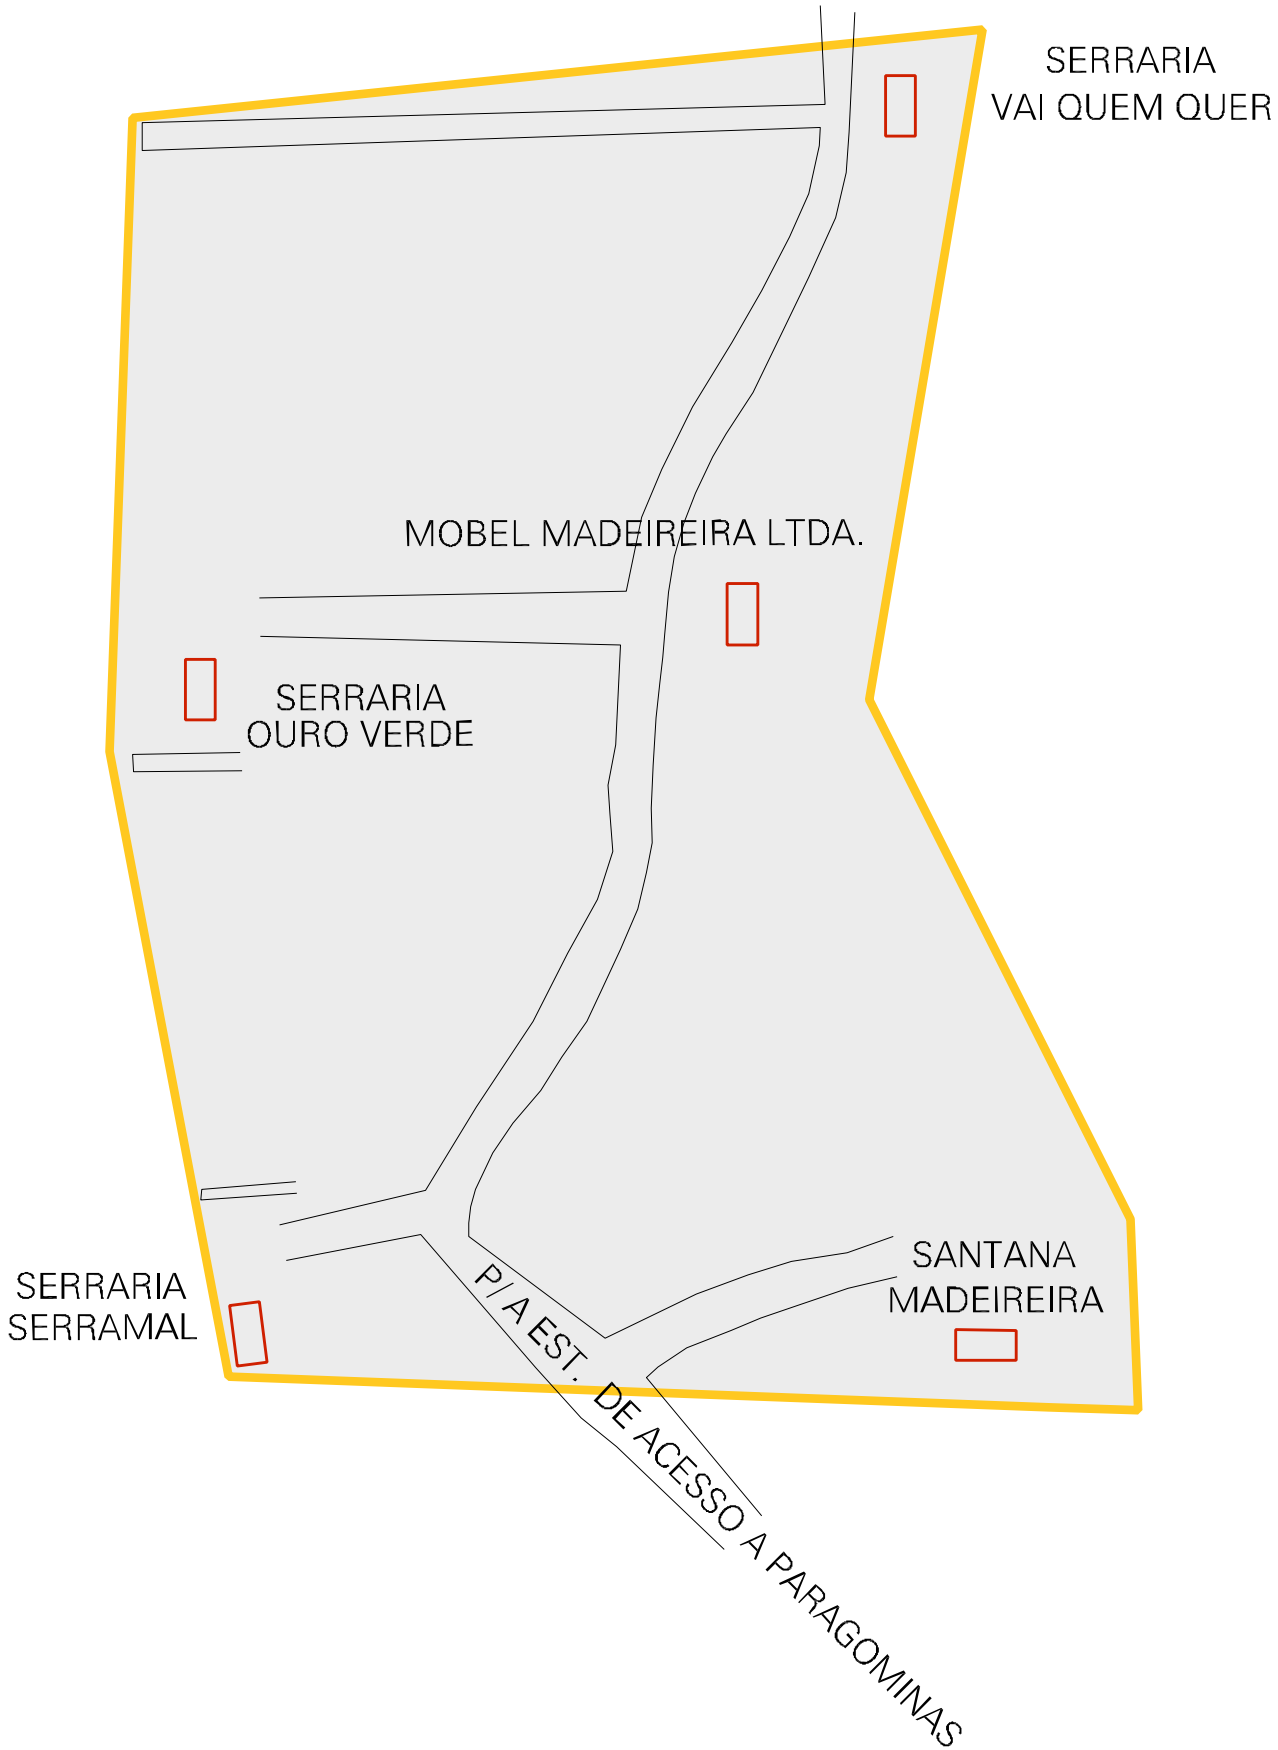 SERRARIA
VAI QUEM QUER
MOBEL MADEIREIRA LTDA.
SERRARIA
OURO VERDE
SANTANA
MADEIREIRA
SERRARIA
SERRAMAL
P/ A EST. DE ACESSO A PARAGOMINAS